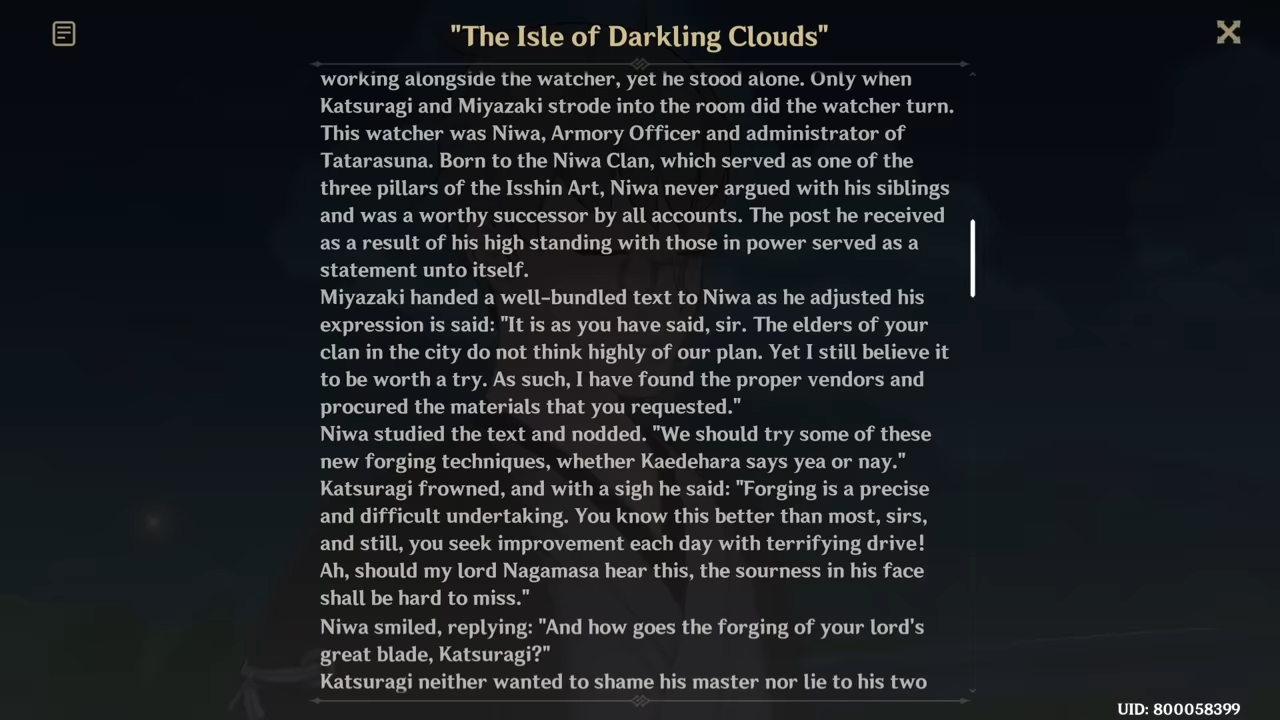 "The Isle of Darkling Clouds"
working alongside the watcher, yet he stood alone. Only when
Katsuragi and Miyazaki strode into the room did the watcher turn.
This watcher was Niwa, Armory Officer and administrator of
Tatarasuna. Born to the Niwa Clan, which served as one of the
three pillars of the Isshin Art, Niwa never argued with his siblings
and was a worthy successor by all accounts. The post he received
as a result of his high standing with those in power served as a
statement unto itself.
Miyazaki handed a well-bundled text to Niwa as he adjusted his
expression is said: "It is as you have said, sir. The elders of your
clan in the city do not think highly of our plan. Yet I still believe it
to be worth a try. As such, I have found the proper vendors and
procured the materials that you requested."
Niwa studied the text and nodded. "We should try some of these
new forging techniques, whether Kaedehara says yea or nay."
Katsuragi frowned, and with a sigh he said: "Forging is a precise
and difficult undertaking. You know this better than most, sirs,
and still, you seek improvement each day with terrifying drive!
Ah, should my lord Nagamasa hear this, the sourness in his face
shall be hard to miss."
Niwa smiled, replying: "And how goes the forging of your lord's
great blade, Katsuragi?"
Katsuragi neither wanted to shame his master nor lie to his two
UID: 800058399